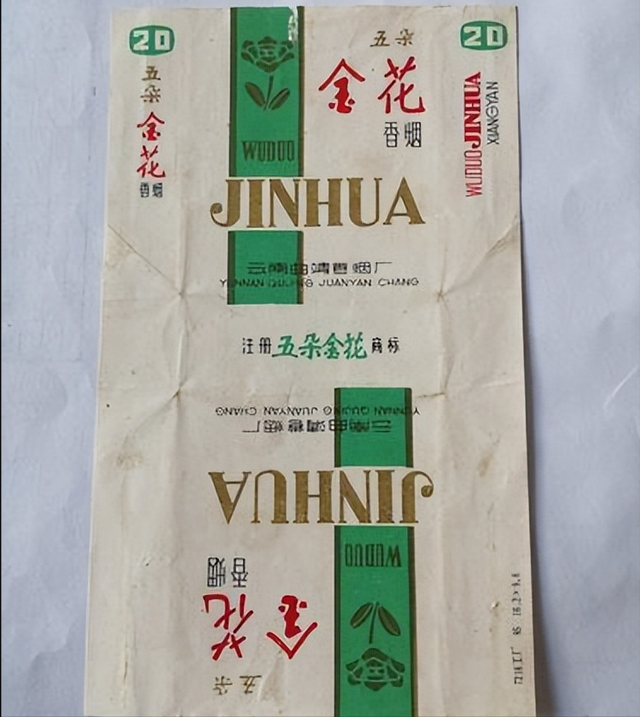 20
五朵
金花
香烟
五朵
金花
香烟
WUDUO
JINHUA
云南曲靖卷烟厂
YUNNAN QUJING JUANYAN CHANG
20
WUDUO JINHUA
XIANGYAN
注册 五朵金花 商标
YUNNAN QUJING JUANYAN CHANG
云南曲靖卷烟厂
JINHUA
WUDUO
香烟
金花
五朵